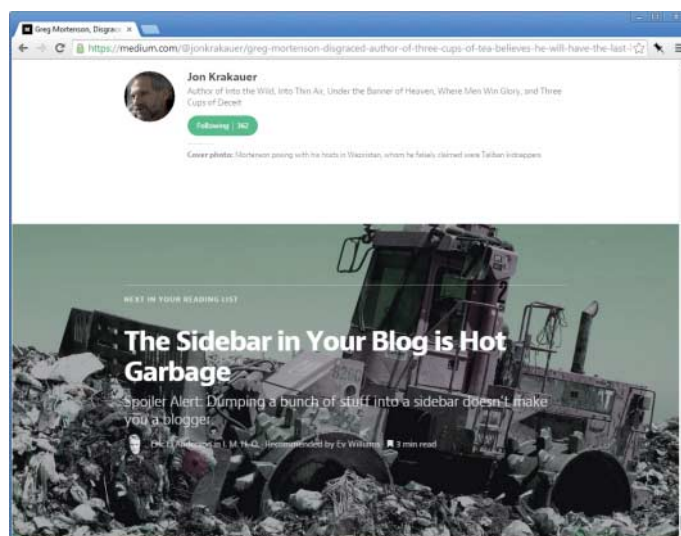 Greg Mortenson, Disgrac
https://medium.com/@jonkrakauer/greg-mortenson-disgraced-author-of-three-cups-of-tea-believes-he-will-have-the-last-
Jon Krakauer
Author of Into the Wild, Into Thin Air, Under the Banner of Heaven, Where Men Win Glory, and Three
Cups of Deceit
Following | 362
Cover photo: Mortenson posing with his hosts in Waziristan, whom he falsely claimed were Taliban kidnappers
NEXT IN YOUR READING LIST
The Sidebar in Your Blog is Hot
Garbage
Spoiler Alert: Dumping a bunch of stuff into a sidebar doesn't make
you a blogger.
Eric D. Anderson in I. M. H. O. Recommended by Ev Williams 3 min read